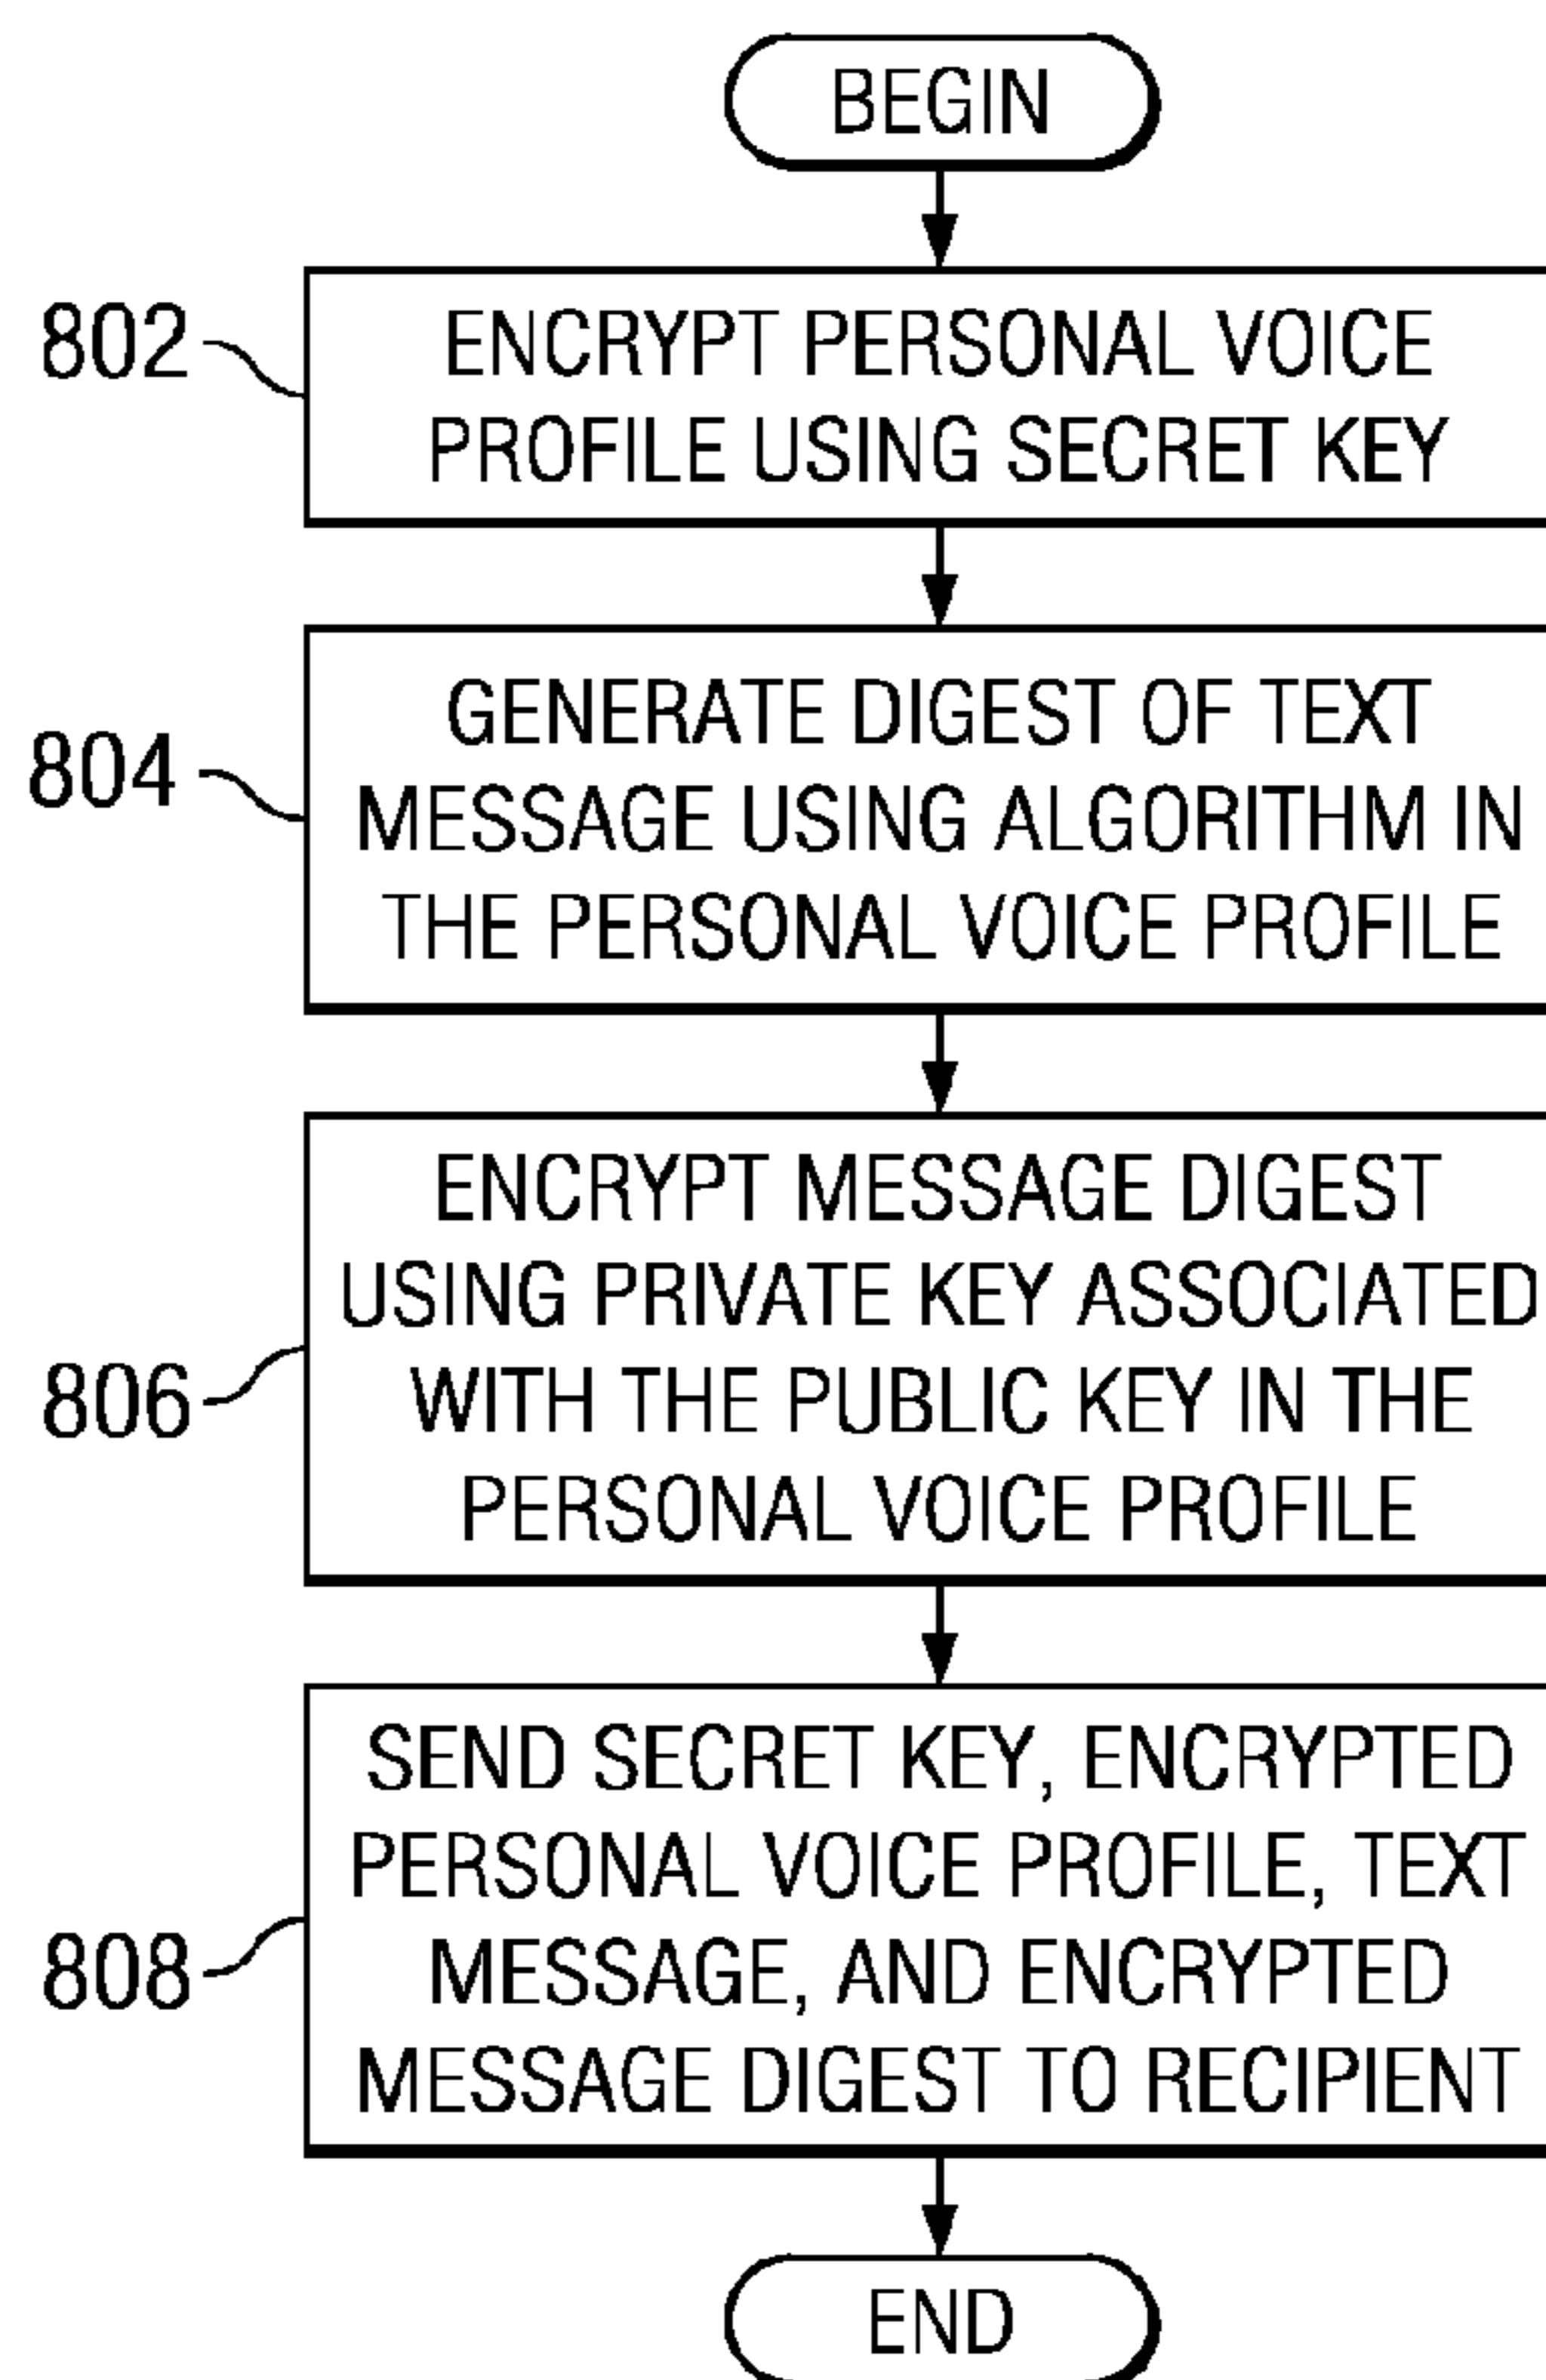 BEGIN
802
ENCRYPT PERSONAL VOICE
PROFILE USING SECRET KEY
804
GENERATE DIGEST OF TEXT
MESSAGE USING ALGORITHM IN
THE PERSONAL VOICE PROFILE
806
ENCRYPT MESSAGE DIGEST
USING PRIVATE KEY ASSOCIATED
WITH THE PUBLIC KEY IN THE
PERSONAL VOICE PROFILE
808
SEND SECRET KEY, ENCRYPTED
PERSONAL VOICE PROFILE, TEXT
MESSAGE, AND ENCRYPTED
MESSAGE DIGEST TO RECIPIENT
END